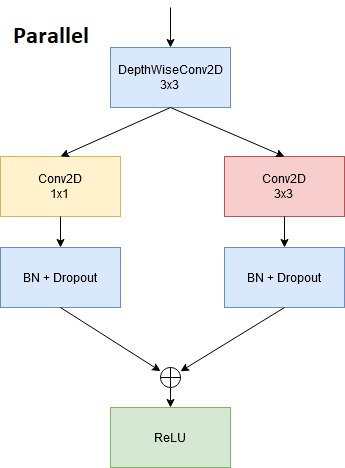 Parallel
DepthWiseConv2D
3x3
Conv2D
1x1
Conv2D
3x3
BN + Dropout
BN + Dropout
ReLU